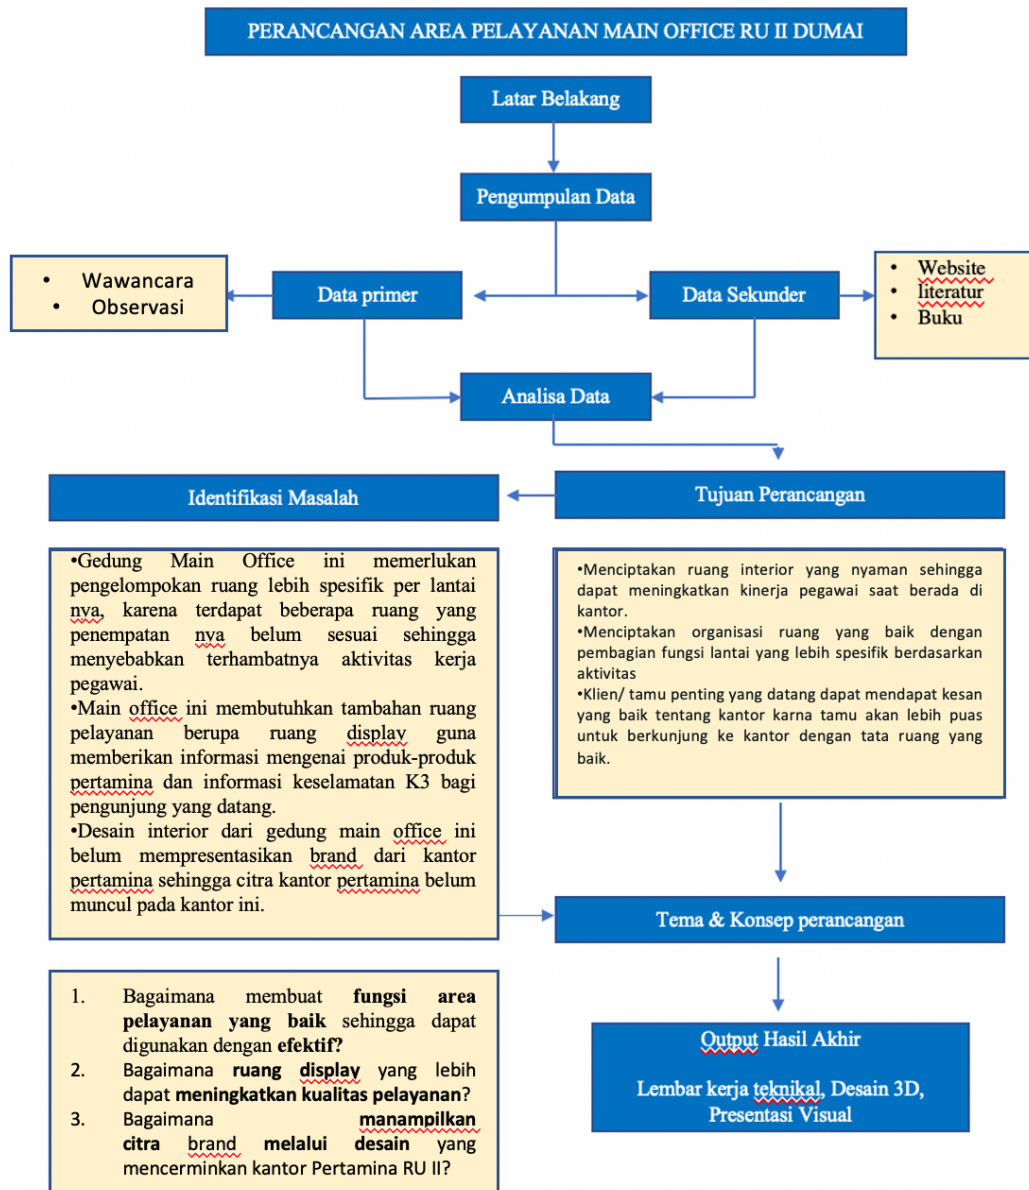 PERANCANGAN AREA PELAYANAN MAIN OFFICE RU II DUMAI
Latar Belakang
Pengumpulan Data
• Wawancara
• Observasi
Data primer
Data Sekunder
• Website
• literatur
• Buku
Analisa Data
Identifikasi Masalah
Tujuan Perancangan
•Gedung Main Office ini memerlukan
pengelompokan ruang lebih spesifik per lantai
nya, karena terdapat beberapa ruang yang
penempatan nya belum sesuai sehingga
menyebabkan terhambatnya aktivitas kerja
pegawai.
•Main office ini membutuhkan tambahan ruang
pelayanan berupa ruang display guna
memberikan informasi mengenai produk-produk
pertamina dan informasi keselamatan K3 bagi
pengunjung yang datang.
•Desain interior dari gedung main office ini
belum mempresentasikan brand dari kantor
pertamina sehingga citra kantor pertamina belum
muncul pada kantor ini.
•Menciptakan ruang interior yang nyaman sehingga
dapat meningkatkan kinerja pegawai saat berada di
kantor.
•Menciptakan organisasi ruang yang baik dengan
pembagian fungsi lantai yang lebih spesifik berdasarkan
aktivitas
•Klien/ tamu penting yang datang dapat mendapat kesan
yang baik tentang kantor karna tamu akan lebih puas
untuk berkunjung ke kantor dengan tata ruang yang
baik.
Tema & Konsep perancangan
1. Bagaimana membuat fungsi area
pelayanan yang baik sehingga dapat
digunakan dengan efektif?
2. Bagaimana ruang display yang lebih
dapat meningkatkan kualitas pelayanan?
3. Bagaimana manampilkan
citra brand melalui desain yang
mencerminkan kantor Pertamina RU II?
Output Hasil Akhir
Lembar kerja teknikal, Desain 3D,
Presentasi Visual